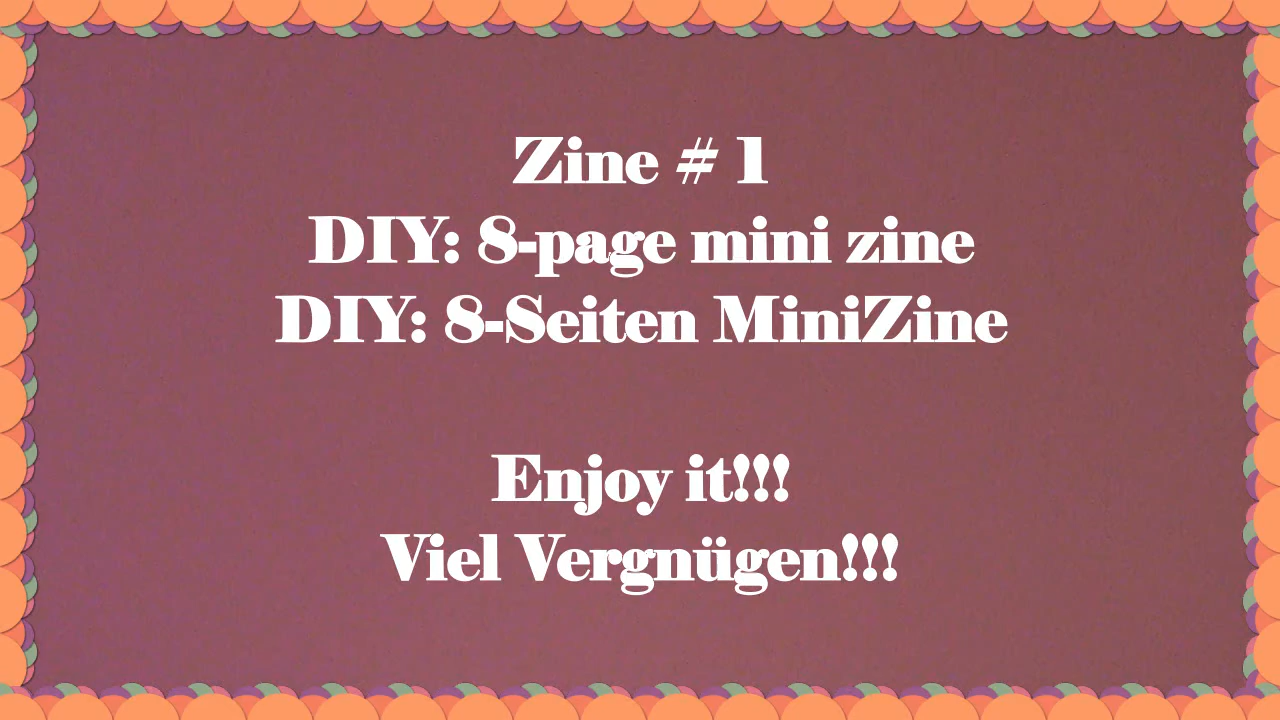 Zine # 1
DIY: 8-page mini zine
DIY: 8-Seiten MiniZine
Enjoy it!!!
Viel Vergnügen!!!